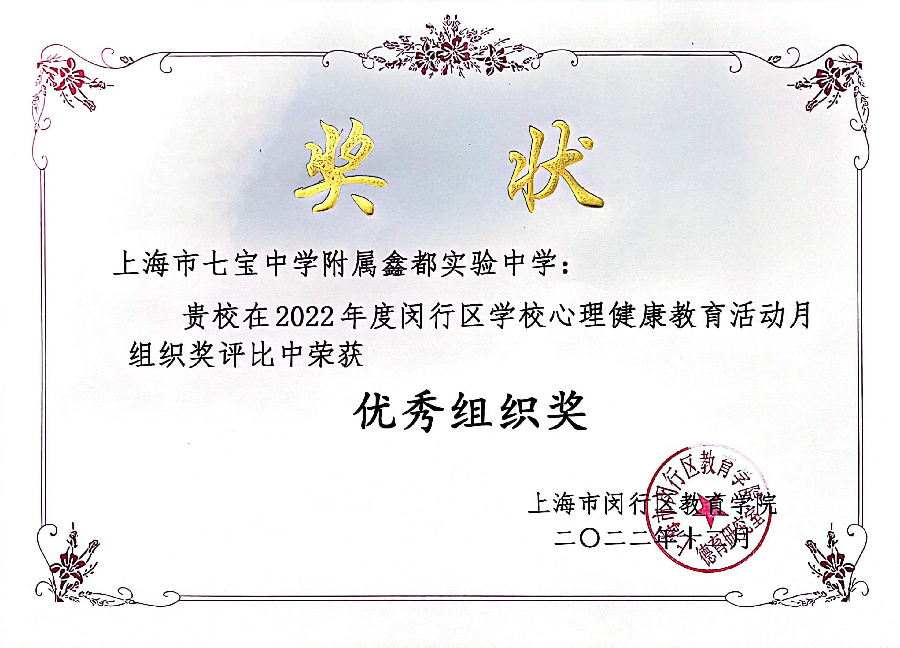 奖状
上海市七宝中学附属鑫都实验中学：
贵校在2022年度闵行区学校心理健康教育活动月
组织奖评比中荣获
优秀组织奖
上海市闵行区教育学院
二〇二二年十一月
上海市闵行区教育学院
德育研究室